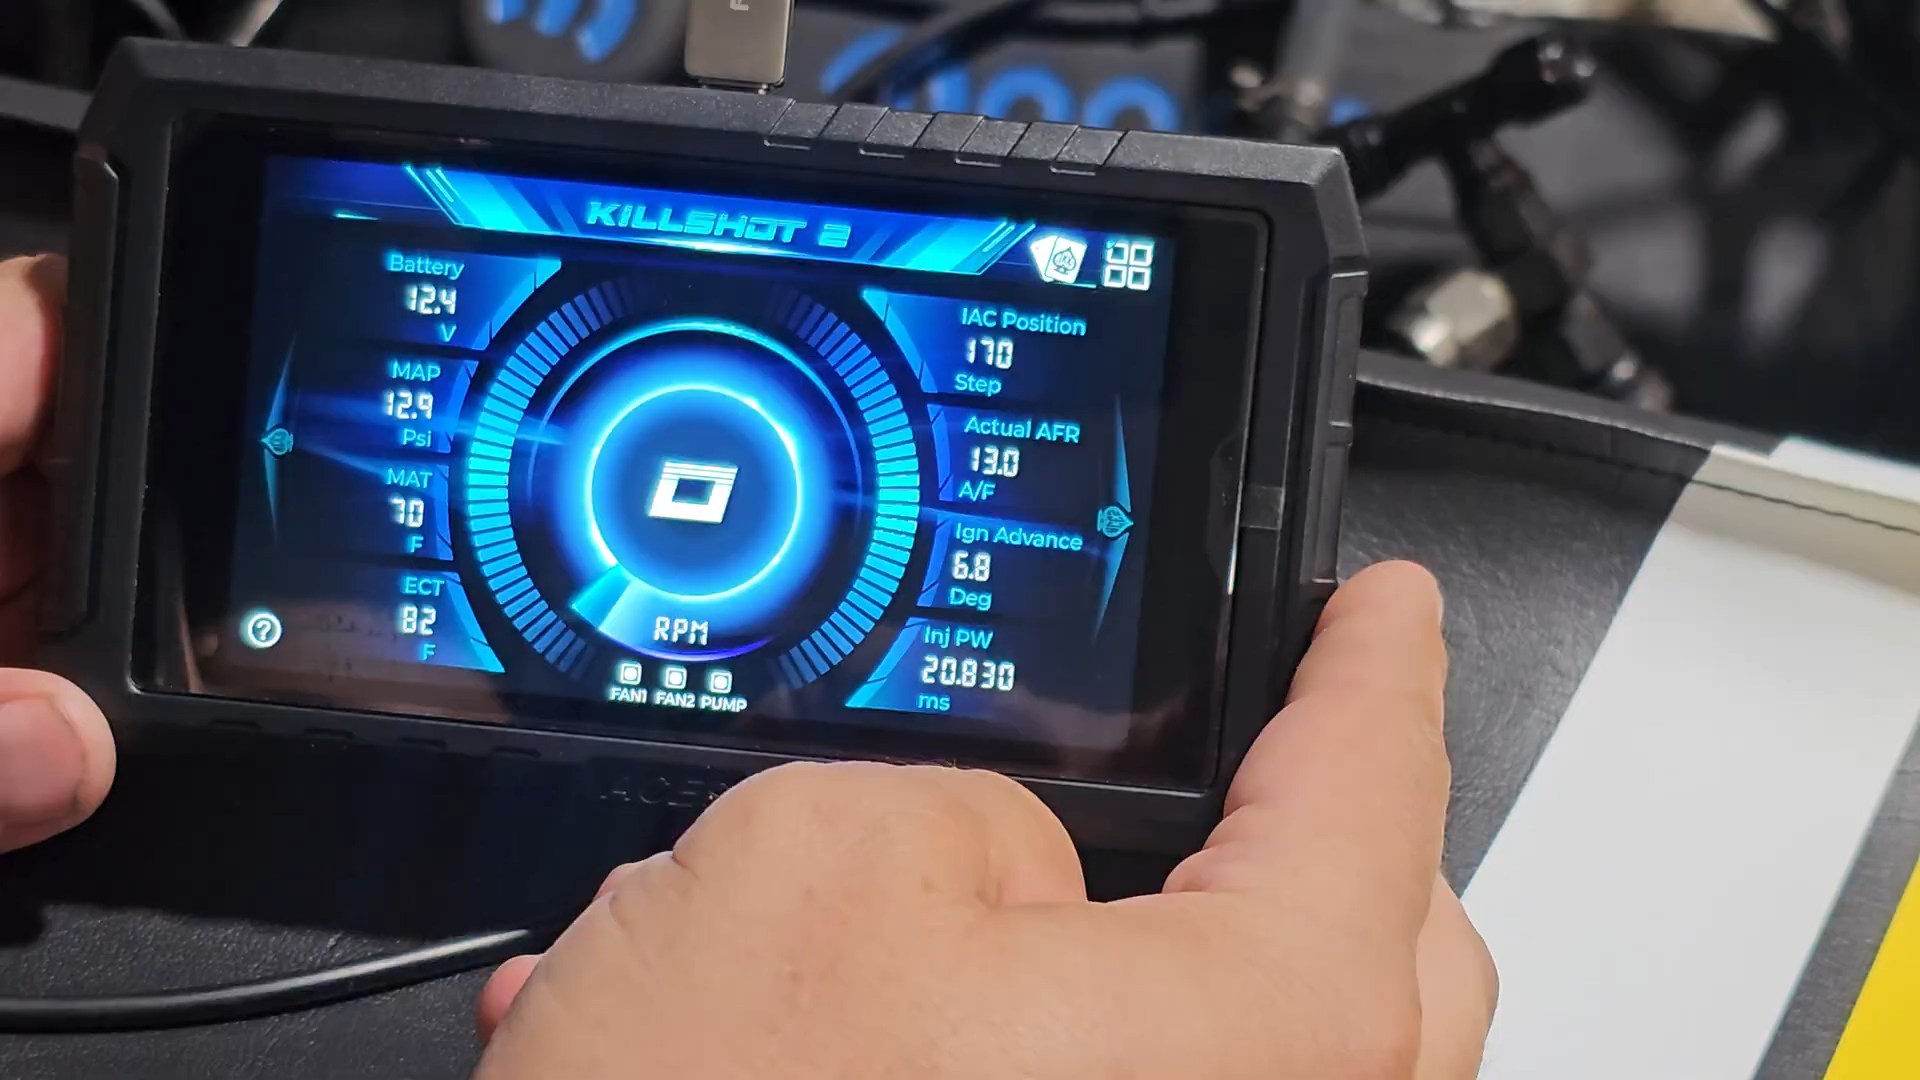 KILLSHOT 2
Battery
12.4
V
MAP
12.9
Psi
MAT
70
F
ECT
82
F
?
0
RPM
FAN1 FAN2 PUMP
IAC Position
170
Step
Actual AFR
13.0
A/F
Ign Advance
6.8
Deg
Inj PW
20.830
ms